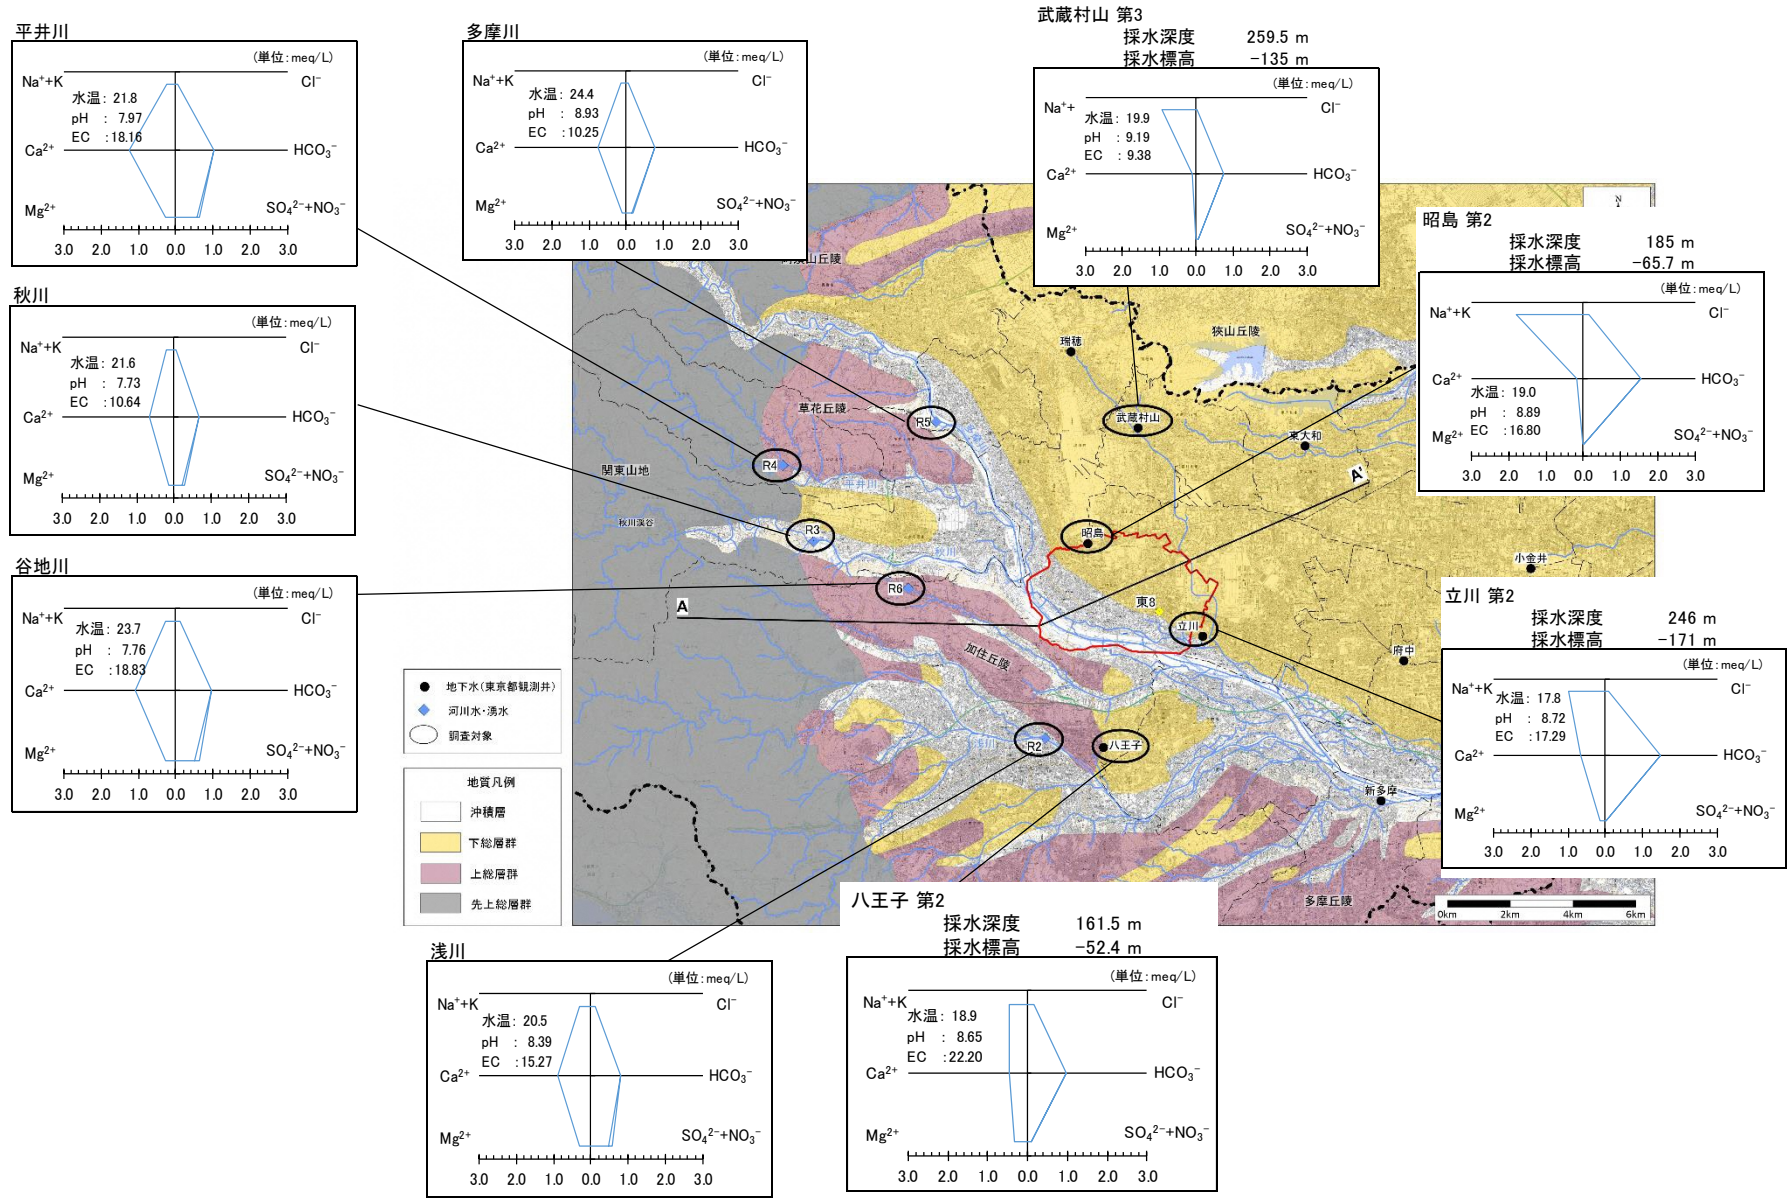 平井川
(単位:meq/L)
Na⁺+K
Cl⁻
水温: 21.8
pH : 7.97
EC :18.16
Ca²⁺
HCO₃⁻
Mg²⁺
SO₄²⁻+NO₃⁻
3.0 2.0 1.0 0.0 1.0 2.0 3.0
多摩川
(単位:meq/L)
Na⁺+K
Cl⁻
水温: 24.4
pH : 8.93
EC :10.25
Ca²⁺
HCO₃⁻
Mg²⁺
SO₄²⁻+NO₃⁻
3.0 2.0 1.0 0.0 1.0 2.0 3.0
武蔵村山 第3
採水深度 259.5 m
採水標高 −135 m
(単位:meq/L)
Na⁺+
Cl⁻
水温: 19.9
pH : 9.19
EC : 9.38
Ca²⁺
HCO₃⁻
Mg²⁺
SO₄²⁻+NO₃⁻
3.0 2.0 1.0 0.0 1.0 2.0 3.0
昭島 第2
採水深度 185 m
採水標高 −65.7 m
(単位:meq/L)
Na⁺+K
Cl⁻
Ca²⁺
HCO₃⁻
水温: 19.0
pH : 8.89
EC : 16.80
Mg²⁺
SO₄²⁻+NO₃⁻
3.0 2.0 1.0 0.0 1.0 2.0 3.0
秋川
(単位:meq/L)
Na⁺+K
Cl⁻
水温: 21.6
pH : 7.73
EC : 10.64
Ca²⁺
HCO₃⁻
Mg²⁺
SO₄²⁻+NO₃⁻
3.0 2.0 1.0 0.0 1.0 2.0 3.0
谷地川
(単位:meq/L)
Na⁺+K
Cl⁻
水温: 23.7
pH : 7.76
EC :18.83
Ca²⁺
HCO₃⁻
Mg²⁺
SO₄²⁻+NO₃⁻
3.0 2.0 1.0 0.0 1.0 2.0 3.0
立川 第2
採水深度 246 m
採水標高 −171 m
(単位:meq/L)
Na⁺+K
Cl⁻
水温: 17.8
pH : 8.72
EC :17.29
Ca²⁺
HCO₃⁻
Mg²⁺
SO₄²⁻+NO₃⁻
3.0 2.0 1.0 0.0 1.0 2.0 3.0
浅川
(単位:meq/L)
Na⁺+K
Cl⁻
水温: 20.5
pH : 8.39
EC :15.27
Ca²⁺
HCO₃⁻
Mg²⁺
SO₄²⁻+NO₃⁻
3.0 2.0 1.0 0.0 1.0 2.0 3.0
八王子 第2
採水深度 161.5 m
採水標高 −52.4 m
(単位:meq/L)
Na⁺+K
Cl⁻
水温: 18.9
pH : 8.65
EC :22.20
Ca²⁺
HCO₃⁻
Mg²⁺
SO₄²⁻+NO₃⁻
3.0 2.0 1.0 0.0 1.0 2.0 3.0
N
瑞穂
狭山丘陵
草花丘陵
R5
武蔵村山
東大和
関東山地
R4
平井川
A'
秋川渓谷
R3
秋川
昭島
小金井
R6
A
東8
立川
加住丘陵
府中
R2
八王子
新多摩
多摩丘陵
0km 2km 4km 6km
地下水(東京都観測井)
河川水・湧水
調査対象
地質凡例
沖積層
下総層群
上総層群
先上総層群